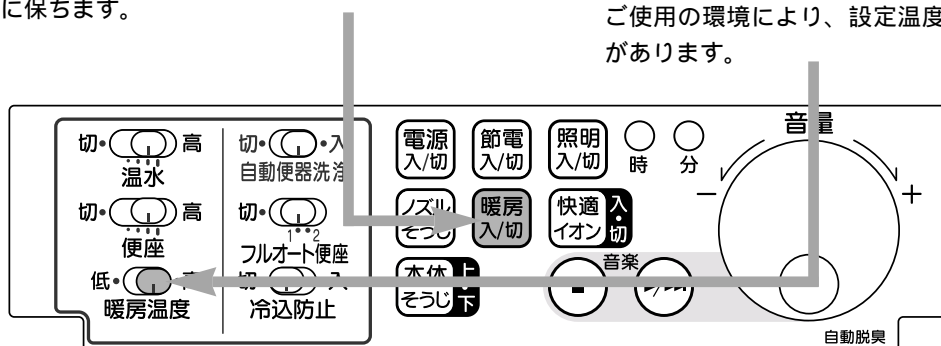 に保ちます。
ご使用の環境により、設定温度
があります。
切・ 高
温水
切・ ・入
自動便器洗浄
切・ 高
便座
切・
1 2
フルオート便座
低・ 高
暖房温度
切 入
冷込防止
電源
入/切
節電
入/切
照明
入/切
時 分
ノズル
そうじ
暖房
入/切
快適
イオン
入・切
本体
そうじ
上・下
音楽
音量
− +
自動脱臭